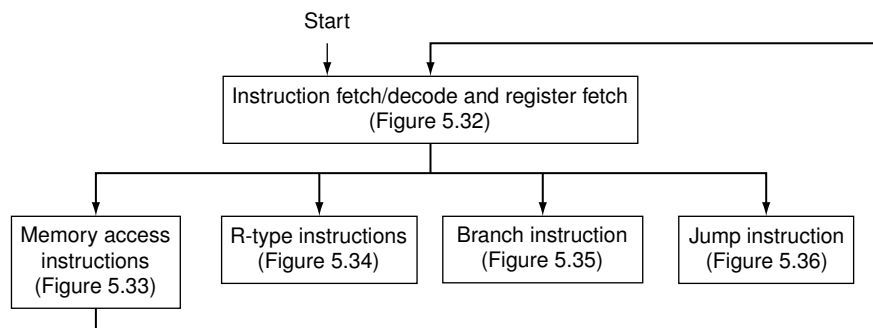 Start
Instruction fetch/decode and register fetch
(Figure 5.32)
Memory access
instructions
(Figure 5.33)
R-type instructions
(Figure 5.34)
Branch instruction
(Figure 5.35)
Jump instruction
(Figure 5.36)